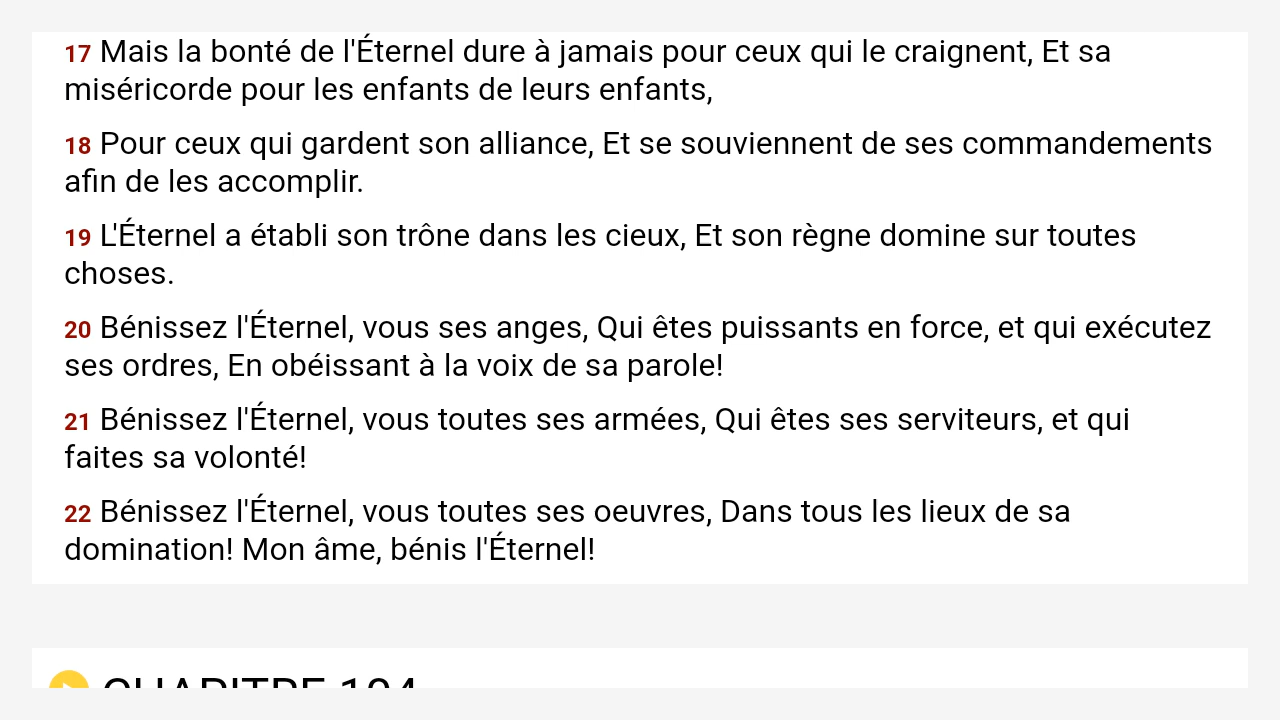 17 Mais la bonté de l'Éternel dure à jamais pour ceux qui le craignent, Et sa
miséricorde pour les enfants de leurs enfants,
18 Pour ceux qui gardent son alliance, Et se souviennent de ses commandements
afin de les accomplir.
19 L'Éternel a établi son trône dans les cieux, Et son règne domine sur toutes
choses.
20 Bénissez l'Éternel, vous ses anges, Qui êtes puissants en force, et qui exécutez
ses ordres, En obéissant à la voix de sa parole!
21 Bénissez l'Éternel, vous toutes ses armées, Qui êtes ses serviteurs, et qui
faites sa volonté!
22 Bénissez l'Éternel, vous toutes ses oeuvres, Dans tous les lieux de sa
domination! Mon âme, bénis l'Éternel!
CHAPITRE 104